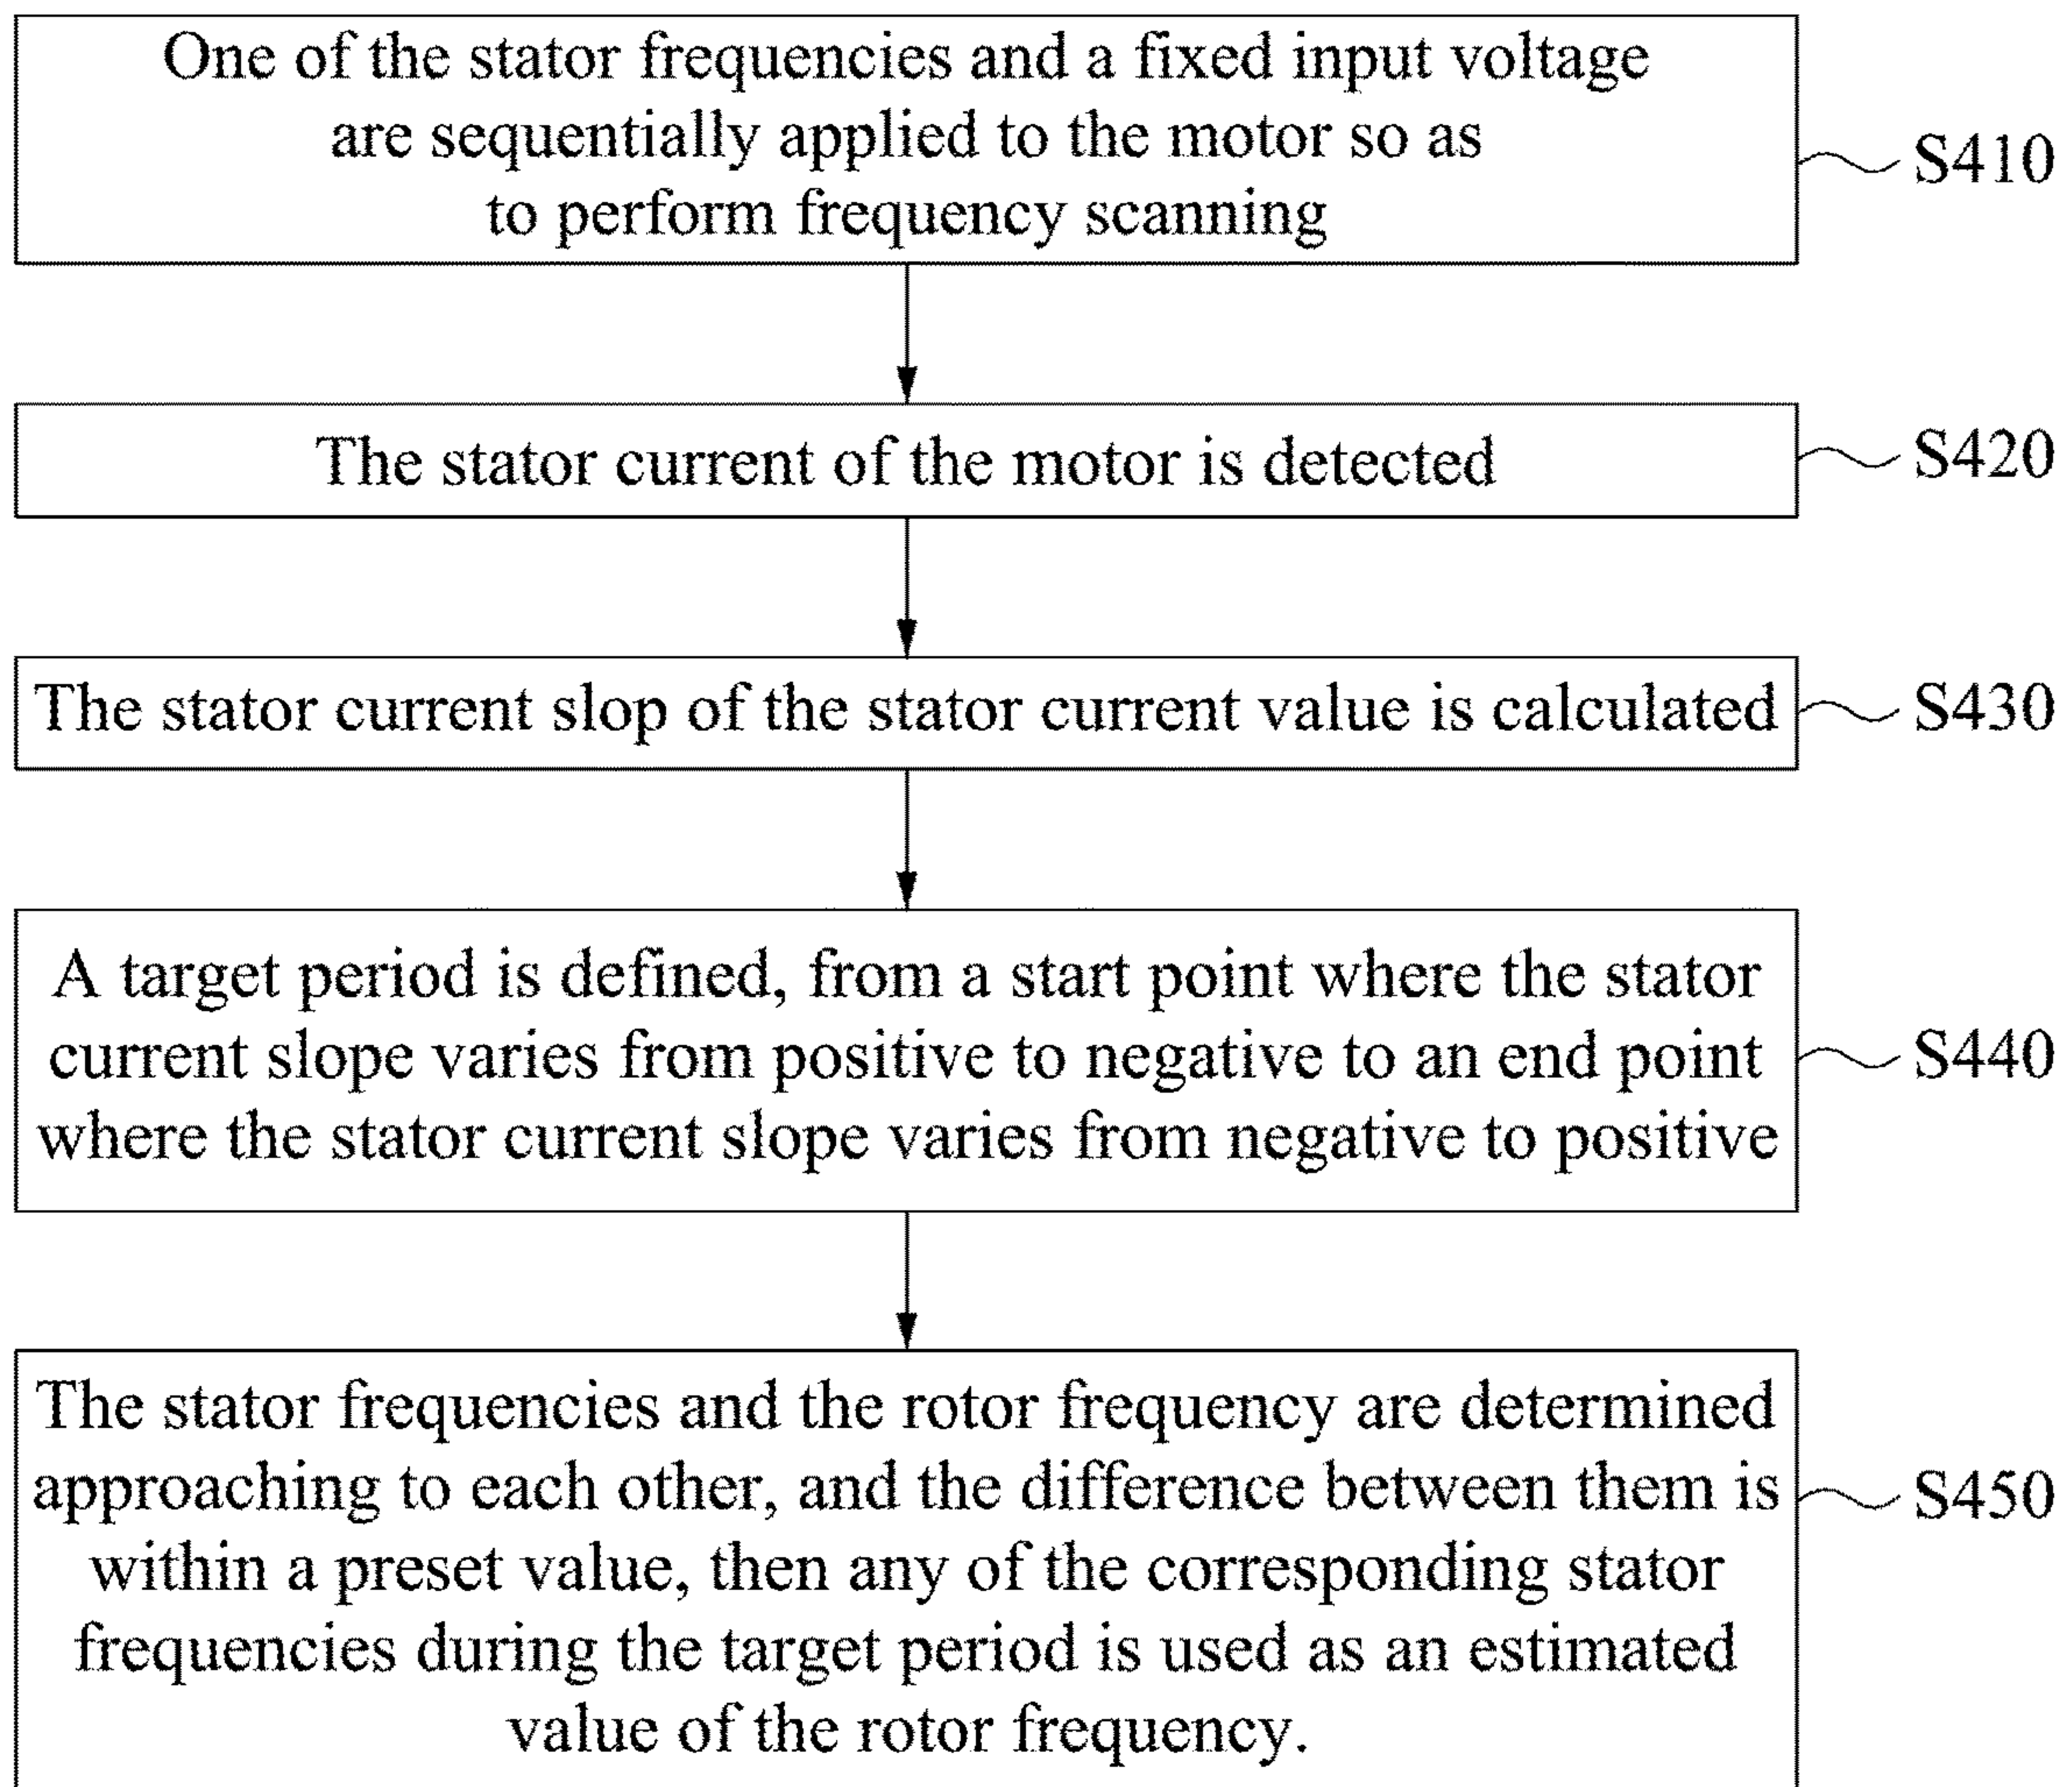 One of the stator frequencies and a fixed input voltage
are sequentially applied to the motor so as
to perform frequency scanning
S410
The stator current of the motor is detected
S420
The stator current slop of the stator current value is calculated
S430
A target period is defined, from a start point where the stator
current slope varies from positive to negative to an end point
where the stator current slope varies from negative to positive
S440
The stator frequencies and the rotor frequency are determined
approaching to each other, and the difference between them is
within a preset value, then any of the corresponding stator
frequencies during the target period is used as an estimated
value of the rotor frequency.
S450